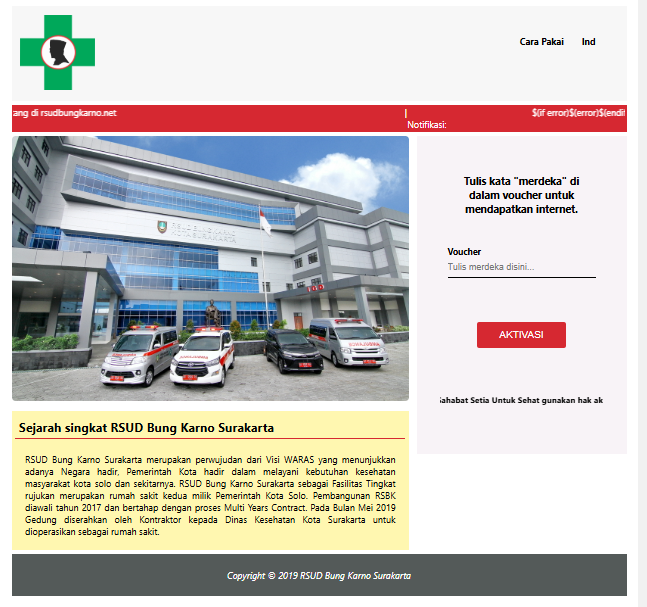 Cara Pakai Ind
ang di rsudbungkarno.net
|
Notifikasi:
$(if error)$(error)$(endif
RSUD BUNG KARNO
KOTA SURAKARTA
Tulis kata "merdeka" di
dalam voucher untuk
mendapatkan internet.
Voucher
Tulis merdeka disini...
AKTIVASI
Sahabat Setia Untuk Sehat gunakan hak ak
Sejarah singkat RSUD Bung Karno Surakarta
RSUD Bung Karno Surakarta merupakan perwujudan dari Visi WARAS yang menunjukkan
adanya Negara hadir, Pemerintah Kota hadir dalam melayani kebutuhan kesehatan
masyarakat kota solo dan sekitarnya. RSUD Bung Karno Surakarta sebagai Fasilitas Tingkat
rujukan merupakan rumah sakit kedua milik Pemerintah Kota Solo. Pembangunan RSBK
diawali tahun 2017 dan bertahap dengan proses Multi Years Contract. Pada Bulan Mei 2019
Gedung diserahkan oleh Kontraktor kepada Dinas Kesehatan Kota Surakarta untuk
dioperasikan sebagai rumah sakit.
Copyright © 2019 RSUD Bung Karno Surakarta